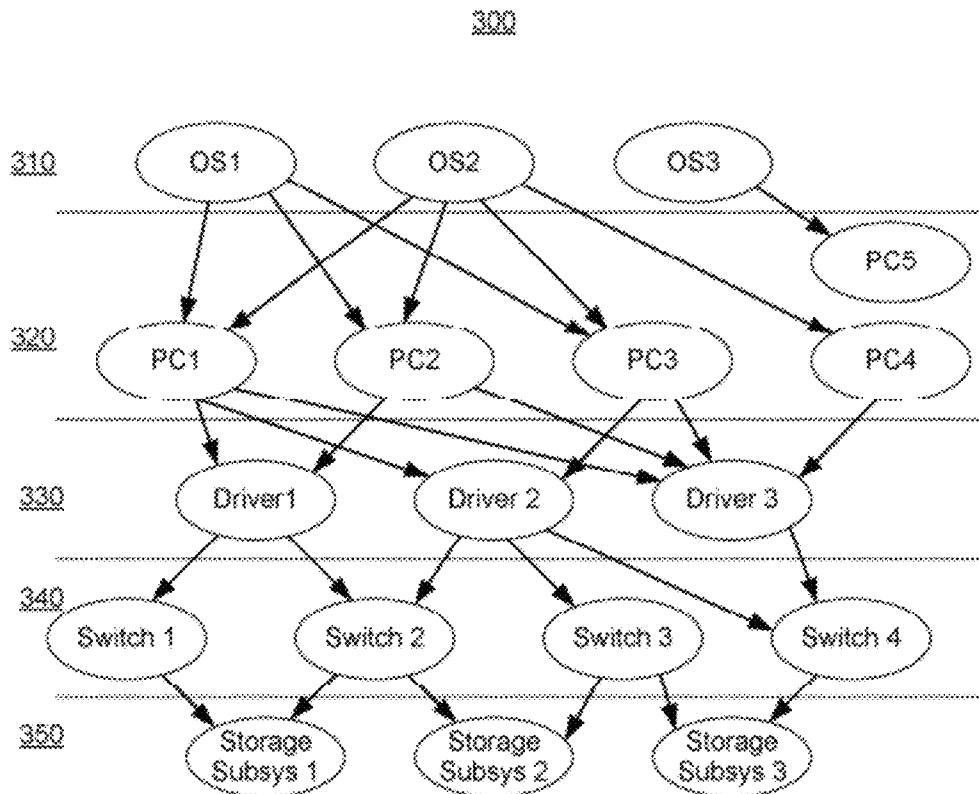 300
310
OS1 OS2 OS3
PC5
320
PC1 PC2 PC3 PC4
330
Driver1 Driver 2 Driver 3
340
Switch 1 Switch 2 Switch 3 Switch 4
350
Storage Storage Storage
Subsys 1 Subsys 2 Subsys 3